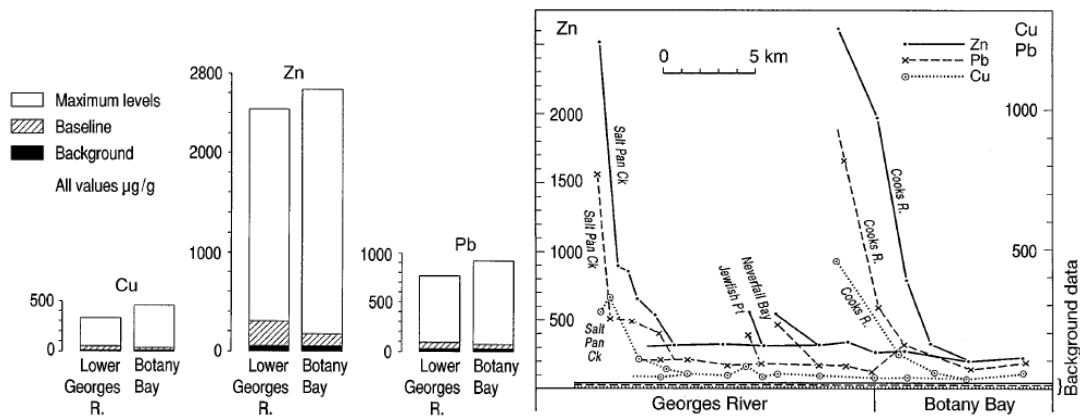 Maximum levels
Baseline
Background
All values µg/g
Cu
500
0
Lower
Georges
R.
Botany
Bay
Zn
2800
2000
1000
0
Lower
Georges
R.
Botany
Bay
Pb
1000
500
0
Lower
Georges
R.
Botany
Bay
Zn
2000
1500
1000
500
0 5 km
Zn
Pb
Cu
Cu
Pb
1000
500
Salt Pan Ck
Salt Pan Ck
Salt
Pan
Ck
Jewfish Pt
Neverfail Bay
Cooks R.
Cooks R.
Cooks R.
Georges River
Botany Bay
Background data